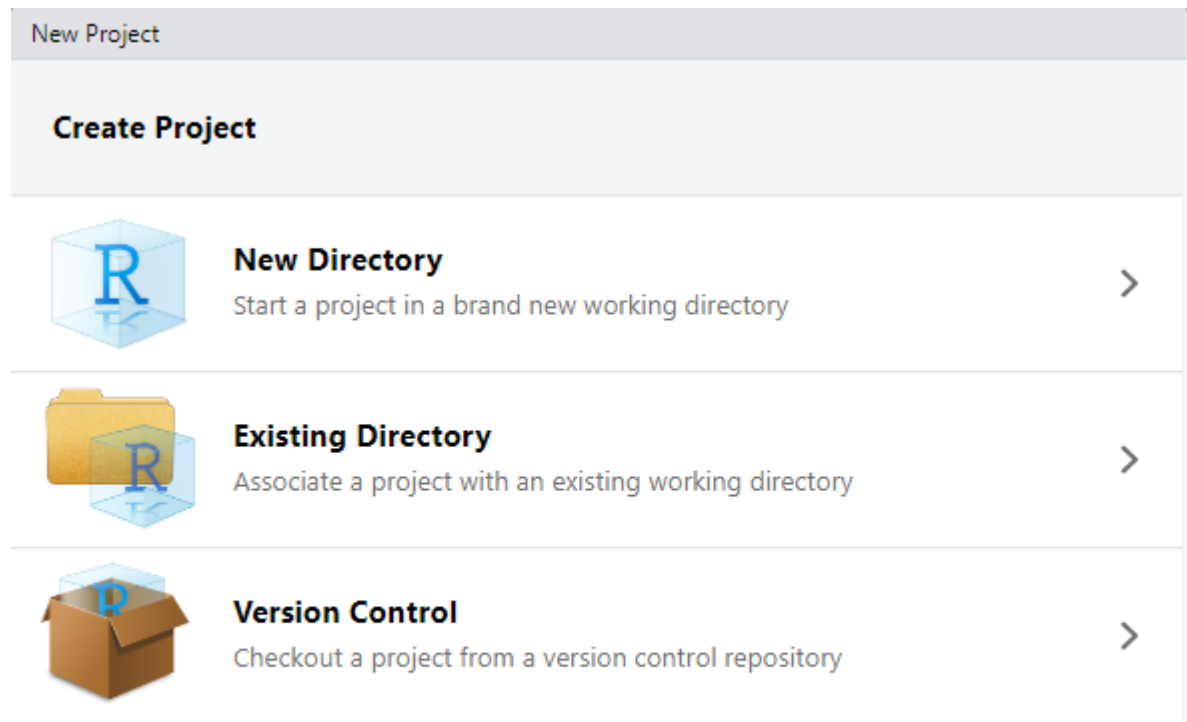 New Project
Create Project
R
New Directory
Start a project in a brand new working directory
R
Existing Directory
Associate a project with an existing working directory
R
Version Control
Checkout a project from a version control repository